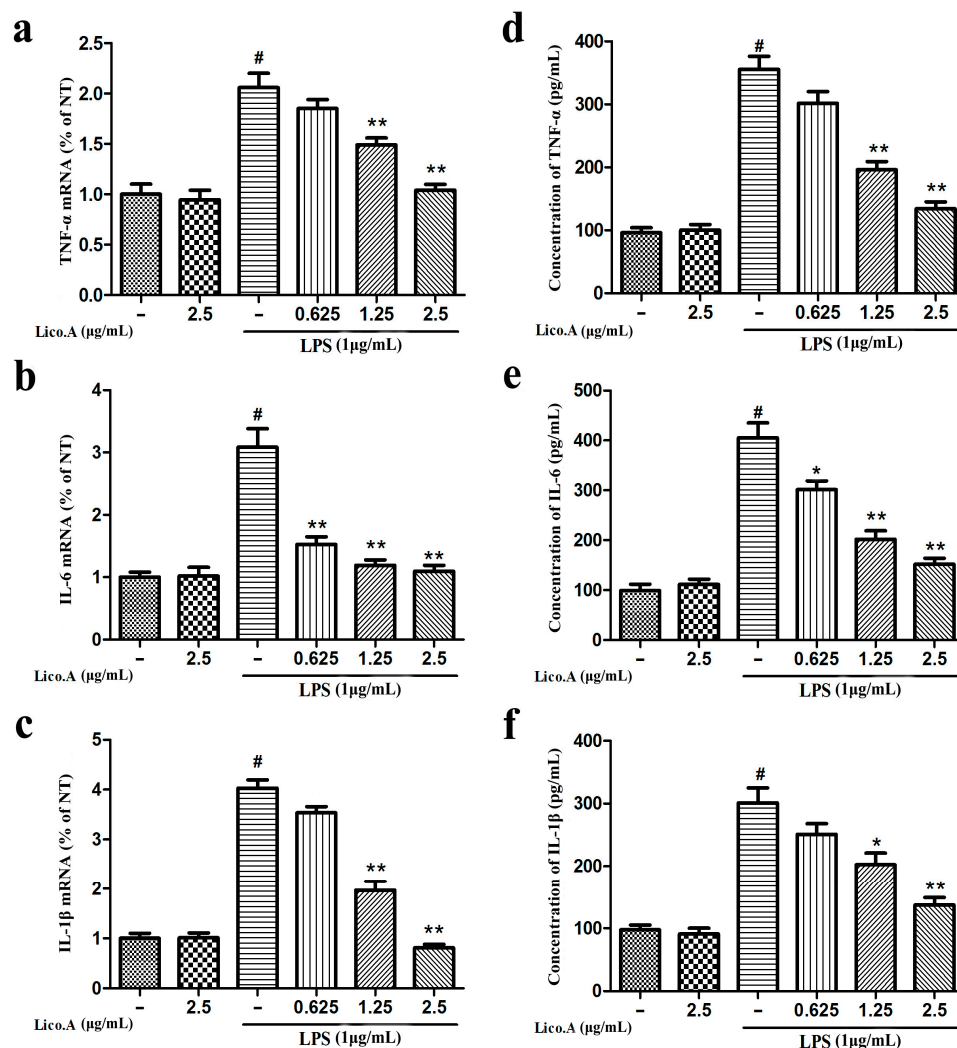 a
TNF-α mRNA (% of NT)
2.5
2.0
1.5
1.0
0.5
0.0
#
**
**
– 2.5 – 0.625 1.25 2.5
Lico.A (μg/mL)
LPS (1μg/mL)
d
Concentration of TNF-α (pg/mL)
400
300
200
100
0
#
**
**
– 2.5 – 0.625 1.25 2.5
Lico.A (μg/mL)
LPS (1μg/mL)
b
IL-6 mRNA (% of NT)
4
3
2
1
0
#
**
**
**
– 2.5 – 0.625 1.25 2.5
Lico.A (μg/mL)
LPS (1μg/mL)
e
Concentration of IL-6 (pg/mL)
500
400
300
200
100
0
#
*
**
**
– 2.5 – 0.625 1.25 2.5
Lico.A (μg/mL)
LPS (1μg/mL)
c
IL-1β mRNA (% of NT)
5
4
3
2
1
0
#
**
**
– 2.5 – 0.625 1.25 2.5
Lico.A (μg/mL)
LPS (1μg/mL)
f
Concentration of IL-1β (pg/mL)
400
300
200
100
0
#
*
**
– 2.5 – 0.625 1.25 2.5
Lico.A (μg/mL)
LPS (1μg/mL)